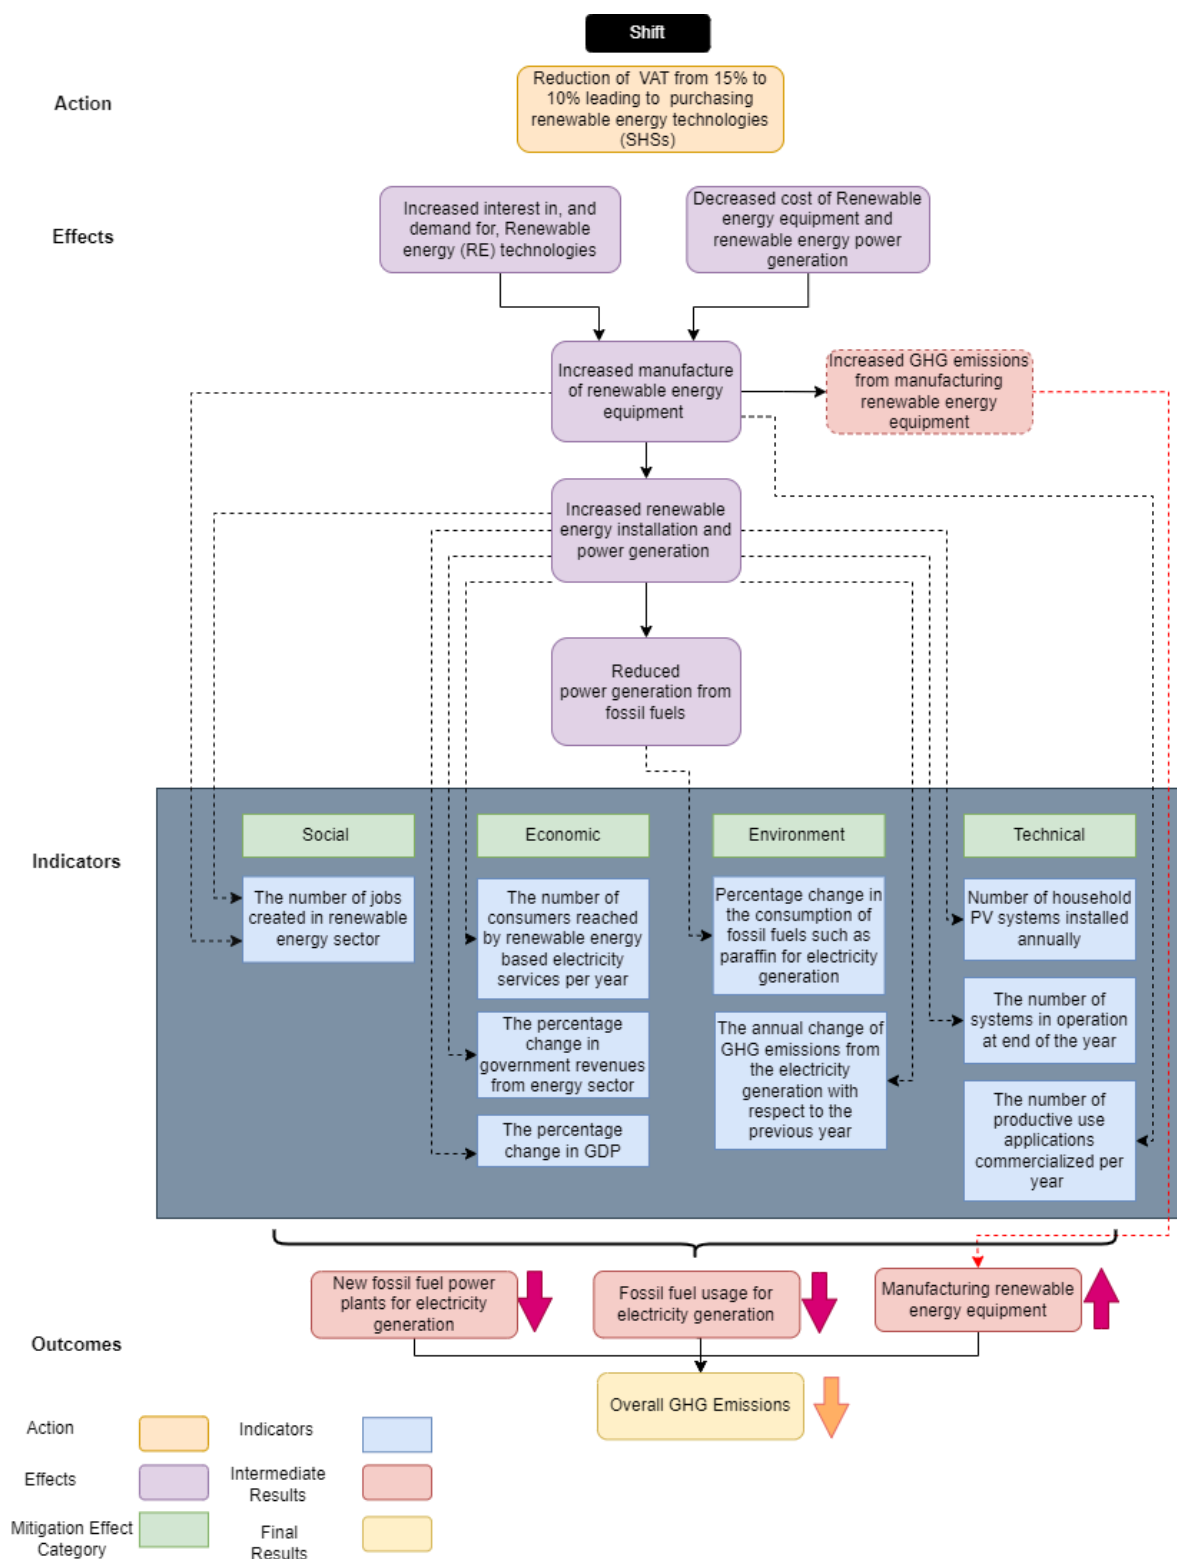 Shift
Action
Reduction of VAT from 15% to
10% leading to purchasing
renewable energy technologies
(SHSs)
Effects
Increased interest in, and
demand for, Renewable
energy (RE) technologies
Decreased cost of Renewable
energy equipment and
renewable energy power
generation
Increased manufacture
of renewable energy
equipment
Increased GHG emissions
from manufacturing
renewable energy
equipment
Increased renewable
energy installation and
power generation
Reduced
power generation from
fossil fuels
Indicators
Social
Economic
Environment
Technical
The number of jobs
created in renewable
energy sector
The number of
consumers reached
by renewable energy
based electricity
services per year
The percentage
change in
government revenues
from energy sector
The percentage
change in GDP
Percentage change in
the consumption of
fossil fuels such as
paraffin for electricity
generation
The annual change of
GHG emissions from
the electricity
generation with
respect to the
previous year
Number of household
PV systems installed
annually
The number of
systems in operation
at end of the year
The number of
productive use
applications
commercialized per
year
Outcomes
New fossil fuel power
plants for electricity
generation
Fossil fuel usage for
electricity generation
Manufacturing renewable
energy equipment
Overall GHG Emissions
Action
Indicators
Effects
Intermediate
Results
Mitigation Effect
Category
Final
Results